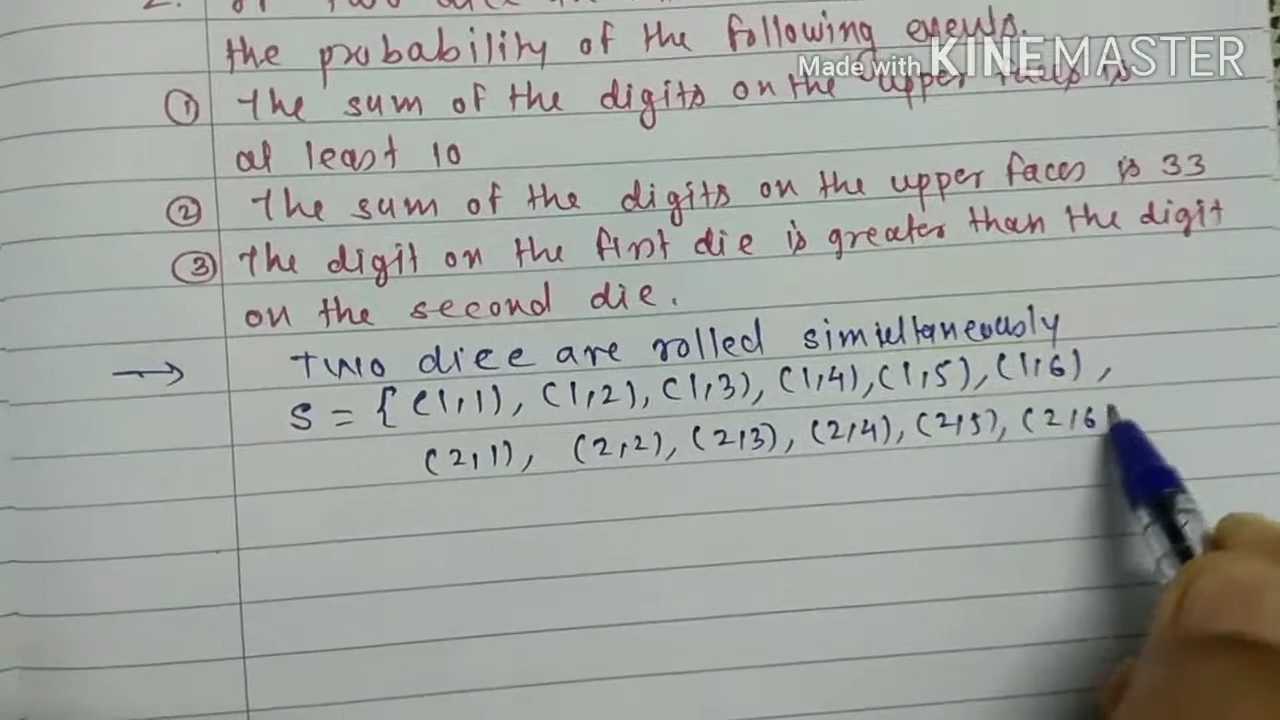 the probability of the following events.
Made with KINEMASTER
① The sum of the digits on the upper faces is
at least 10
② The sum of the digits on the upper faces is 33
③ The digit on the first die is greater than the digit
on the second die.
→ Two dice are rolled simultaneously
S = { (1,1), (1,2), (1,3), (1,4), (1,5), (1,6),
(2,1), (2,2), (2,3), (2,4), (2,5), (2,6)